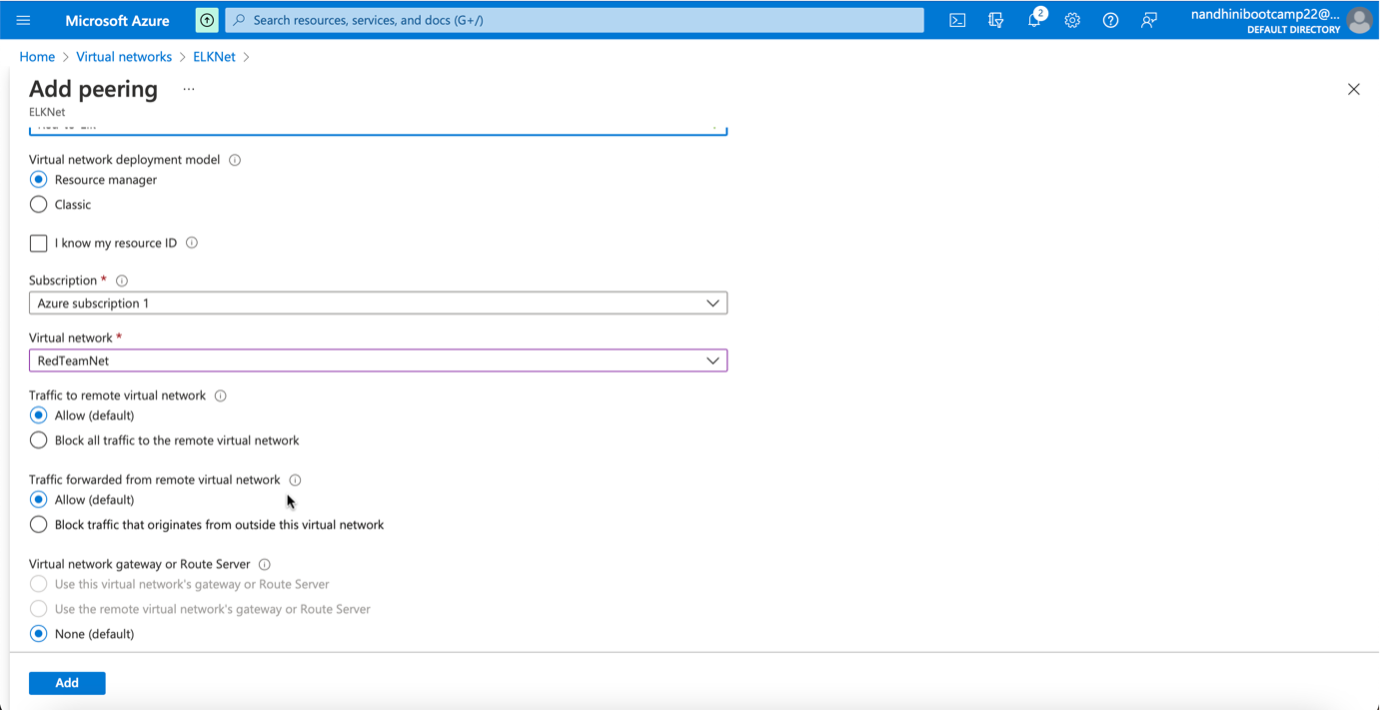 Microsoft Azure
Search resources, services, and docs (G+/)
2
nandhinibootcamp22@...
DEFAULT DIRECTORY
Home > Virtual networks > ELKNet >
Add peering ...
ELKNet
Virtual network deployment model
Resource manager
Classic
I know my resource ID
Subscription *
Azure subscription 1
Virtual network *
RedTeamNet
Traffic to remote virtual network
Allow (default)
Block all traffic to the remote virtual network
Traffic forwarded from remote virtual network
Allow (default)
Block traffic that originates from outside this virtual network
Virtual network gateway or Route Server
Use this virtual network's gateway or Route Server
Use the remote virtual network's gateway or Route Server
None (default)
Add